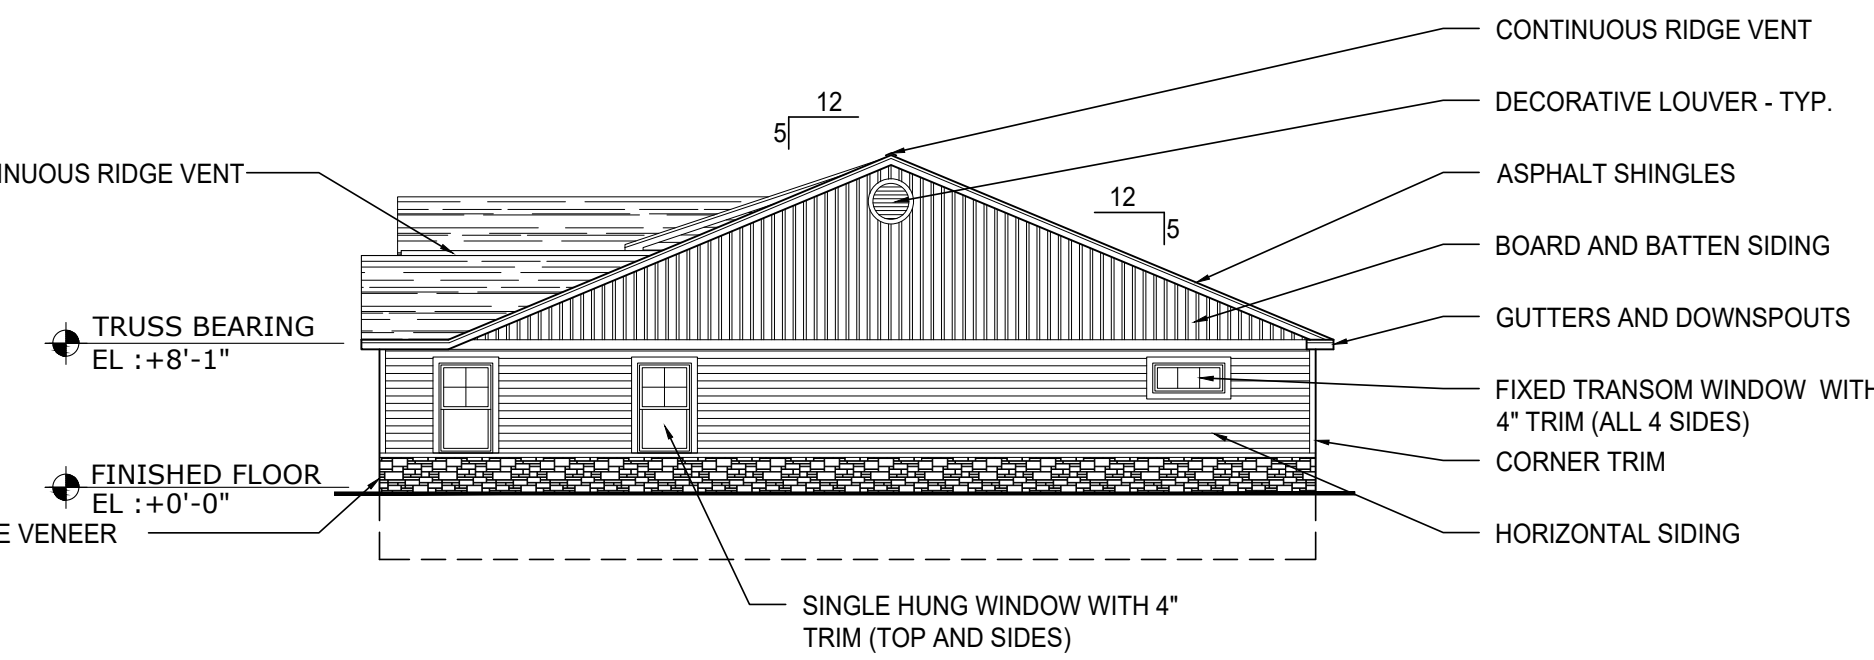 CONTINUOUS RIDGE VENT
12
DECORATIVE LOUVER - TYP.
5
INUOUS RIDGE VENT
ASPHALT SHINGLES
12
5
BOARD AND BATTEN SIDING
GUTTERS AND DOWNSPOUTS
TRUSS BEARING
EL :+8'-1"
FIXED TRANSOM WINDOW WITH
4" TRIM (ALL 4 SIDES)
CORNER TRIM
FINISHED FLOOR
EL :+0'-0"
E VENEER
HORIZONTAL SIDING
SINGLE HUNG WINDOW WITH 4"
TRIM (TOP AND SIDES)